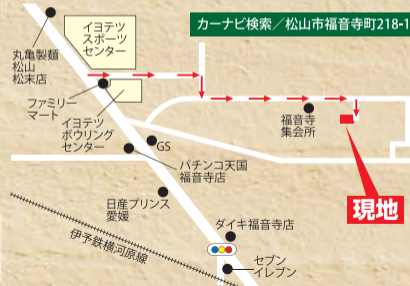 イヨテツ
スポーツ
センター
カーナビ検索／松山市福音寺町218-1
丸亀製麺
松山
松末店
ファミリー
マート
イヨテツ
ボウリング
センター
福音寺
集会所
GS
パチンコ天国
福音寺店
現地
日産プリンス
愛媛
ダイキ福音寺店
伊予鉄横河原線
セブン
イレブン